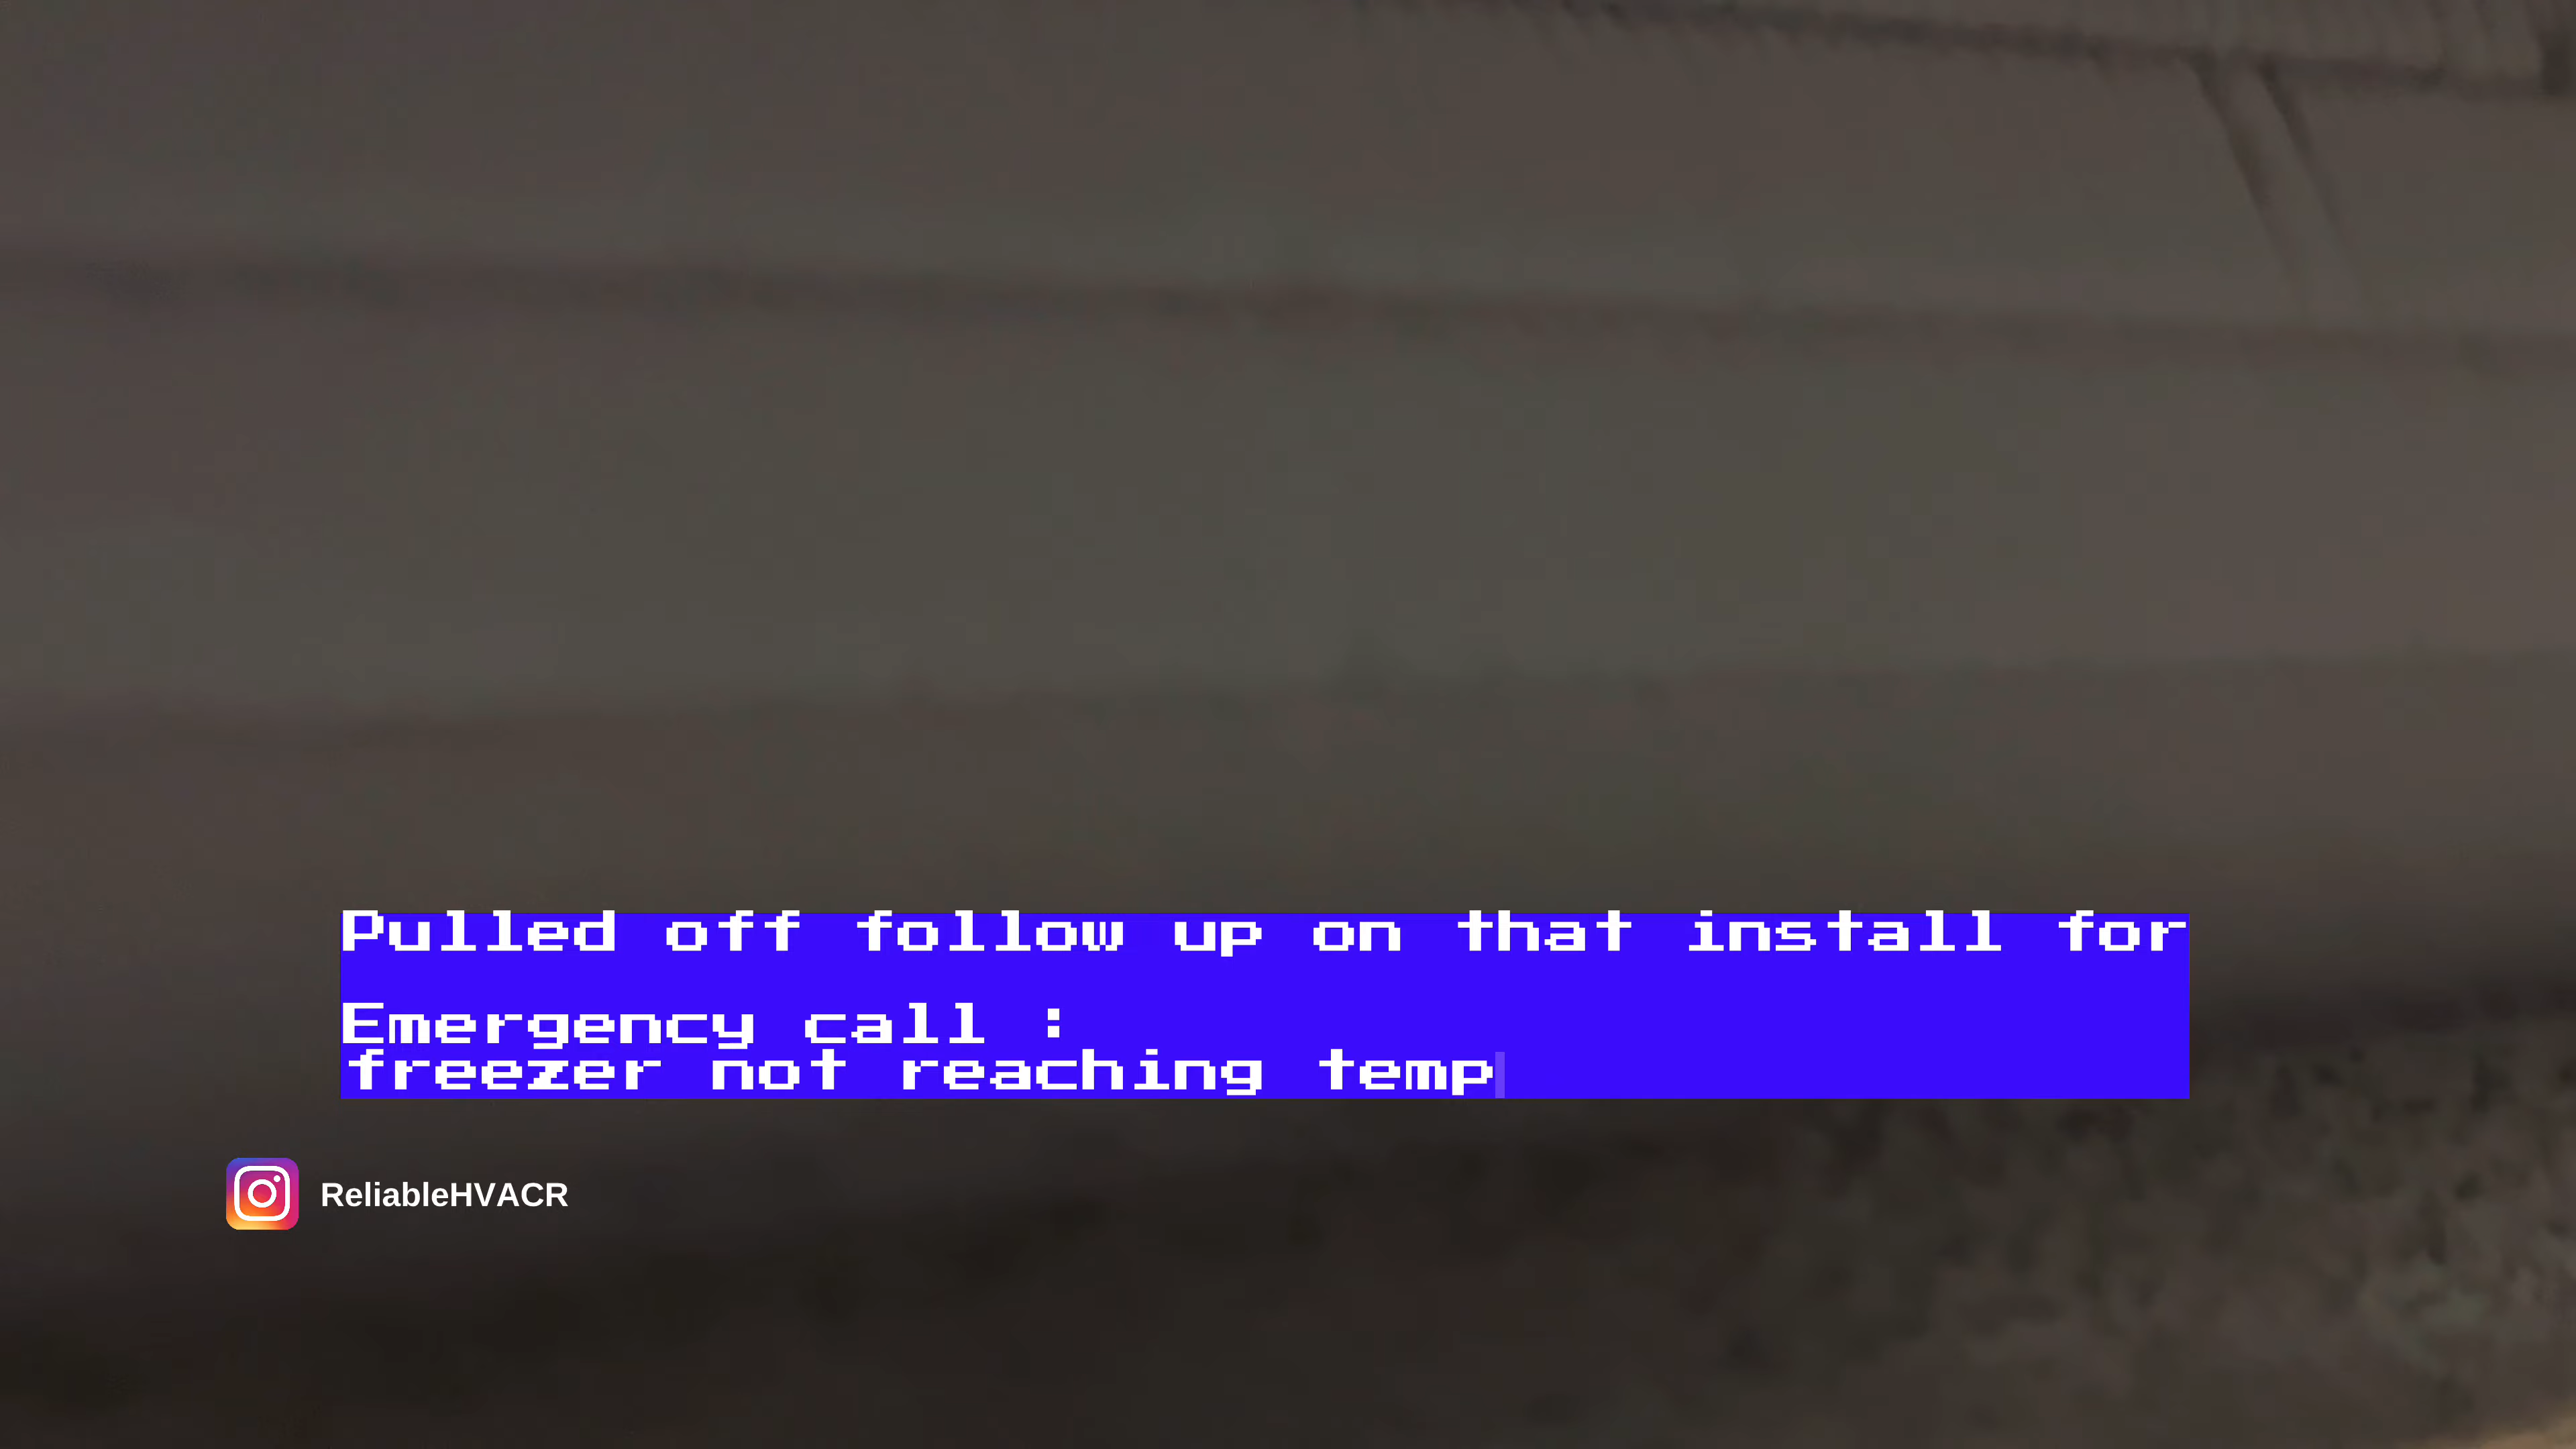 Pulled off follow up on that install for
Emergency call :
freezer not reaching temp
ReliableHVACR